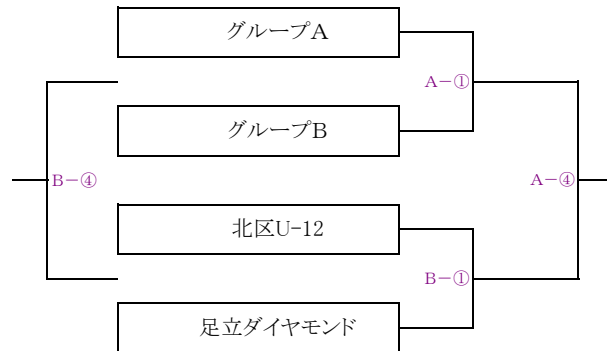 グループA
A-①
グループB
B-④
A-④
北区U-12
B-①
足立ダイヤモンド